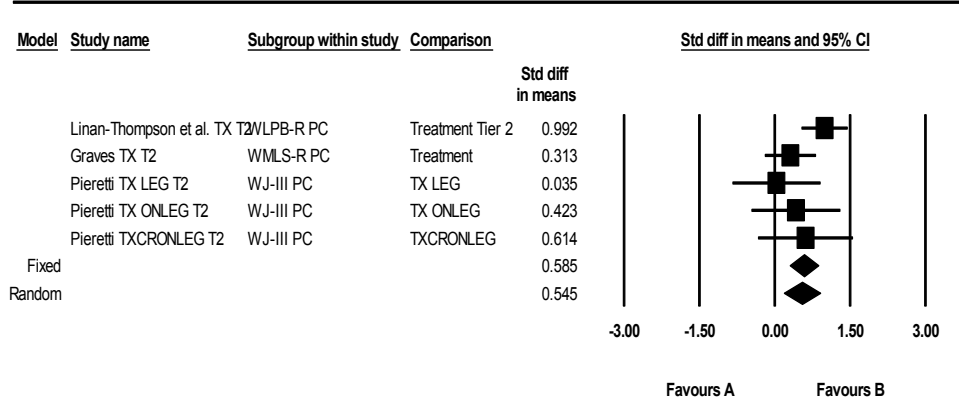 Model Study name Subgroup within study Comparison Std diff in means and 95% CI
Std diff
in means
Linan-Thompson et al. TX T2 WLPB-R PC Treatment Tier 2 0.992
Graves TX T2 WMLS-R PC Treatment 0.313
Pieretti TX LEG T2 WJ-III PC TX LEG 0.035
Pieretti TX ONLEG T2 WJ-III PC TX ONLEG 0.423
Pieretti TXCRONLEG T2 WJ-III PC TXCRONLEG 0.614
Fixed 0.585
Random 0.545
-3.00 -1.50 0.00 1.50 3.00
Favours A Favours B